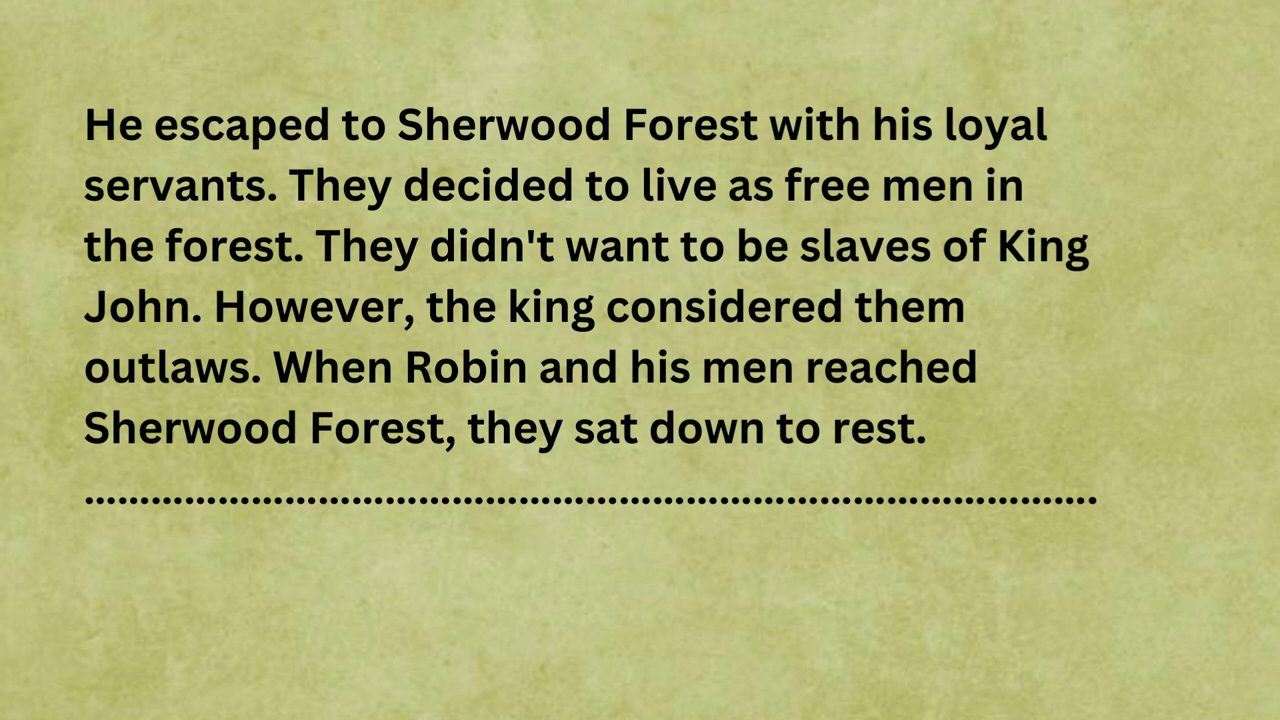 He escaped to Sherwood Forest with his loyal
servants. They decided to live as free men in
the forest. They didn't want to be slaves of King
John. However, the king considered them
outlaws. When Robin and his men reached
Sherwood Forest, they sat down to rest.
...........................................................................................